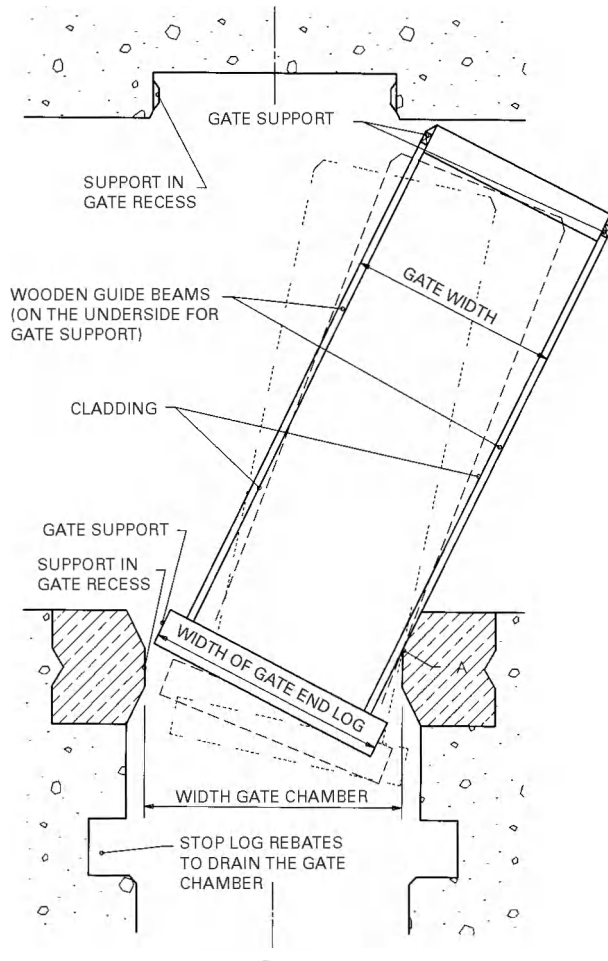 GATE SUPPORT
SUPPORT IN
GATE RECESS
GATE WIDTH
WOODEN GUIDE BEAMS
(ON THE UNDERSIDE FOR
GATE SUPPORT)
CLADDING
GATE SUPPORT
SUPPORT IN
GATE RECESS
WIDTH OF GATE END LOG
A
WIDTH GATE CHAMBER
STOP LOG REBATES
TO DRAIN THE GATE
CHAMBER